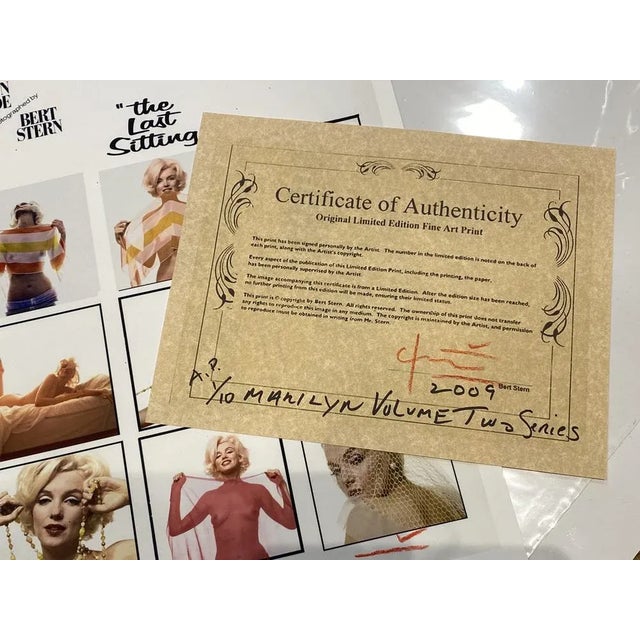 BERT
STERN
"the
Last
Sitting
Certificate of Authenticity
Original Limited Edition Fine Art Print
This print has been signed personally by the Artist. The number in the limited edition is noted on the back of
each print, along with the Artist's copyright.
Every aspect of the publication of this Limited Edition Print, including the printing, the paper,
has been personally supervised by the Artist.
The image accompanying this certificate is from a Limited Edition. After the edition size has been reached,
no further printing from this edition will be made, ensuring their limited status.
This print is © copyright by Bert Stern. All rights reserved. The ownership of this print does not transfer
any rights to reproduce this image in any medium. The copyright is maintained by the Artist, and permission
to reproduce must be obtained in writing from Mr. Stern.
2009 Bert Stern
A.P. 1/10 MARILYN VOLUME TWO Series